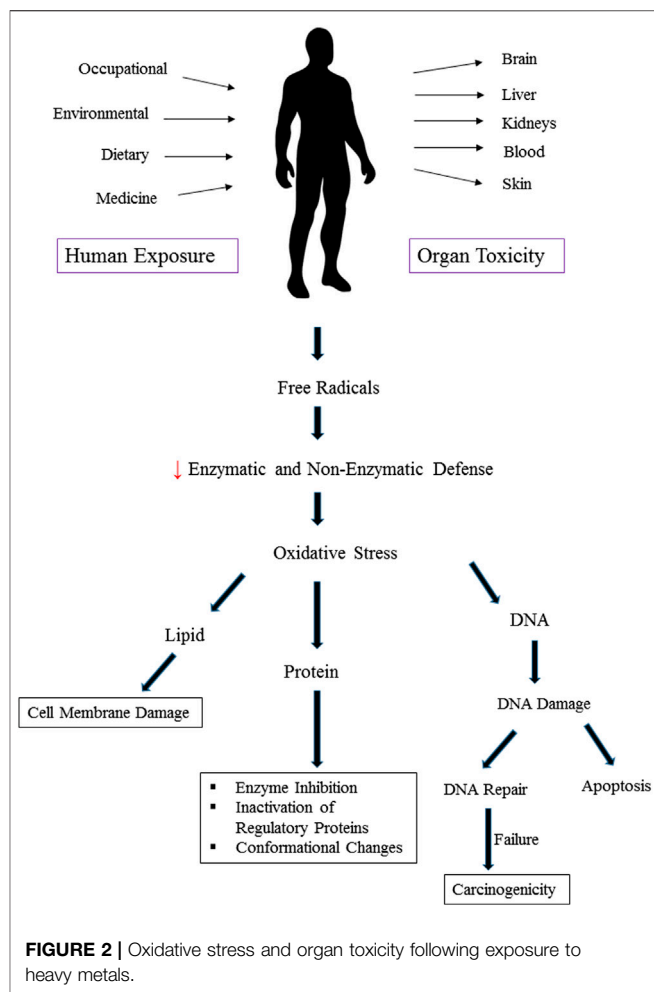 Occupational
Environmental
Dietary
Medicine
Human Exposure
Brain
Liver
Kidneys
Blood
Skin
Organ Toxicity
Free Radicals
↓ Enzymatic and Non-Enzymatic Defense
Oxidative Stress
Lipid
Cell Membrane Damage
Protein
▪ Enzyme Inhibition
▪ Inactivation of
Regulatory Proteins
▪ Conformational Changes
DNA
DNA Damage
DNA Repair
Apoptosis
Failure
Carcinogenicity
FIGURE 2 | Oxidative stress and organ toxicity following exposure to
heavy metals.